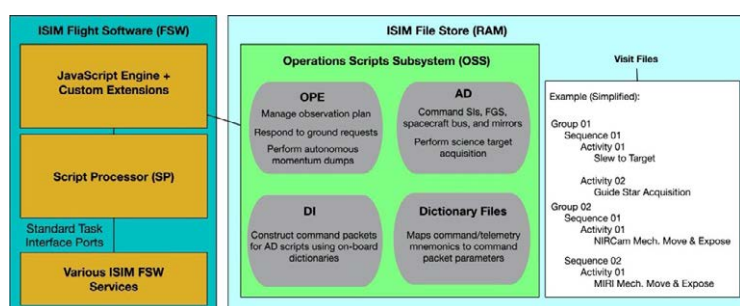 ISIM Flight Software (FSW)
JavaScript Engine +
Custom Extensions
Script Processor (SP)
Standard Task
Interface Ports
Various ISIM FSW
Services
ISIM File Store (RAM)
Operations Scripts Subsystem (OSS)
OPE
Manage observation plan
Respond to ground requests
Perform autonomous
momentum dumps
AD
Command SIs, FGS,
spacecraft bus, and mirrors
Perform science target
acquisition
DI
Construct command packets
for AD scripts using on-board
dictionaries
Dictionary Files
Maps command/telemetry
mnemonics to command
packet parameters
Visit Files
Example (Simplified):
Group 01
Sequence 01
Activity 01
Slew to Target
Activity 02
Guide Star Acquisition
Group 02
Sequence 01
Activity 01
NIRCam Mech. Move & Expose
Sequence 02
Activity 01
MIRI Mech. Move & Expose